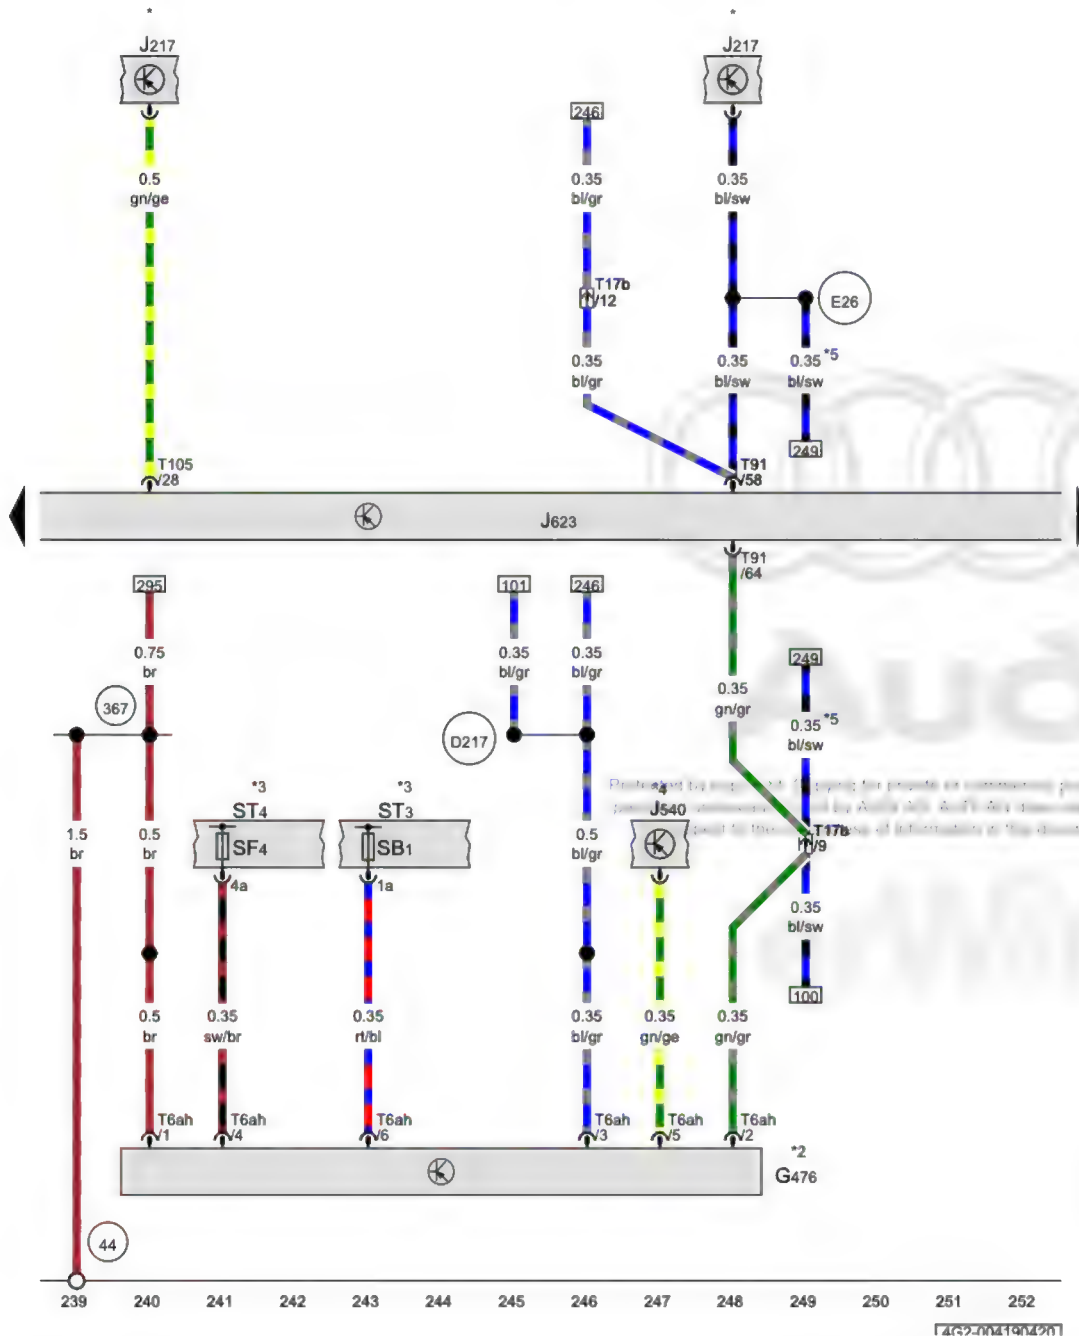 *
*
J217
J217
246
0.5
gn/ge
0.35
bl/gr
0.35
bl/sw
T17b
/12
E26
0.35
bl/gr
0.35
bl/sw
0.35 *5
bl/sw
249
T105
/28
T91
/58
J623
T91
/64
295
101
246
0.75
br
0.35
bl/gr
0.35
bl/gr
249
367
0.35
gn/gr
0.35 *5
bl/sw
D217
Audi
*3
*3
*4
ST4
ST3
J540
1.5
br
0.5
br
SF4
SB1
0.5
bl/gr
T17b
/9
4a
1a
0.35
bl/sw
100
0.5
br
0.35
sw/br
0.35
rt/bl
0.35
bl/gr
0.35
gn/ge
0.35
gn/gr
T6ah
/1
T6ah
/4
T6ah
/6
T6ah
/3
T6ah
/5
T6ah
/2
*2
G476
44
239 240 241 242 243 244 245 246 247 248 249 250 251 252
4G2-004190420